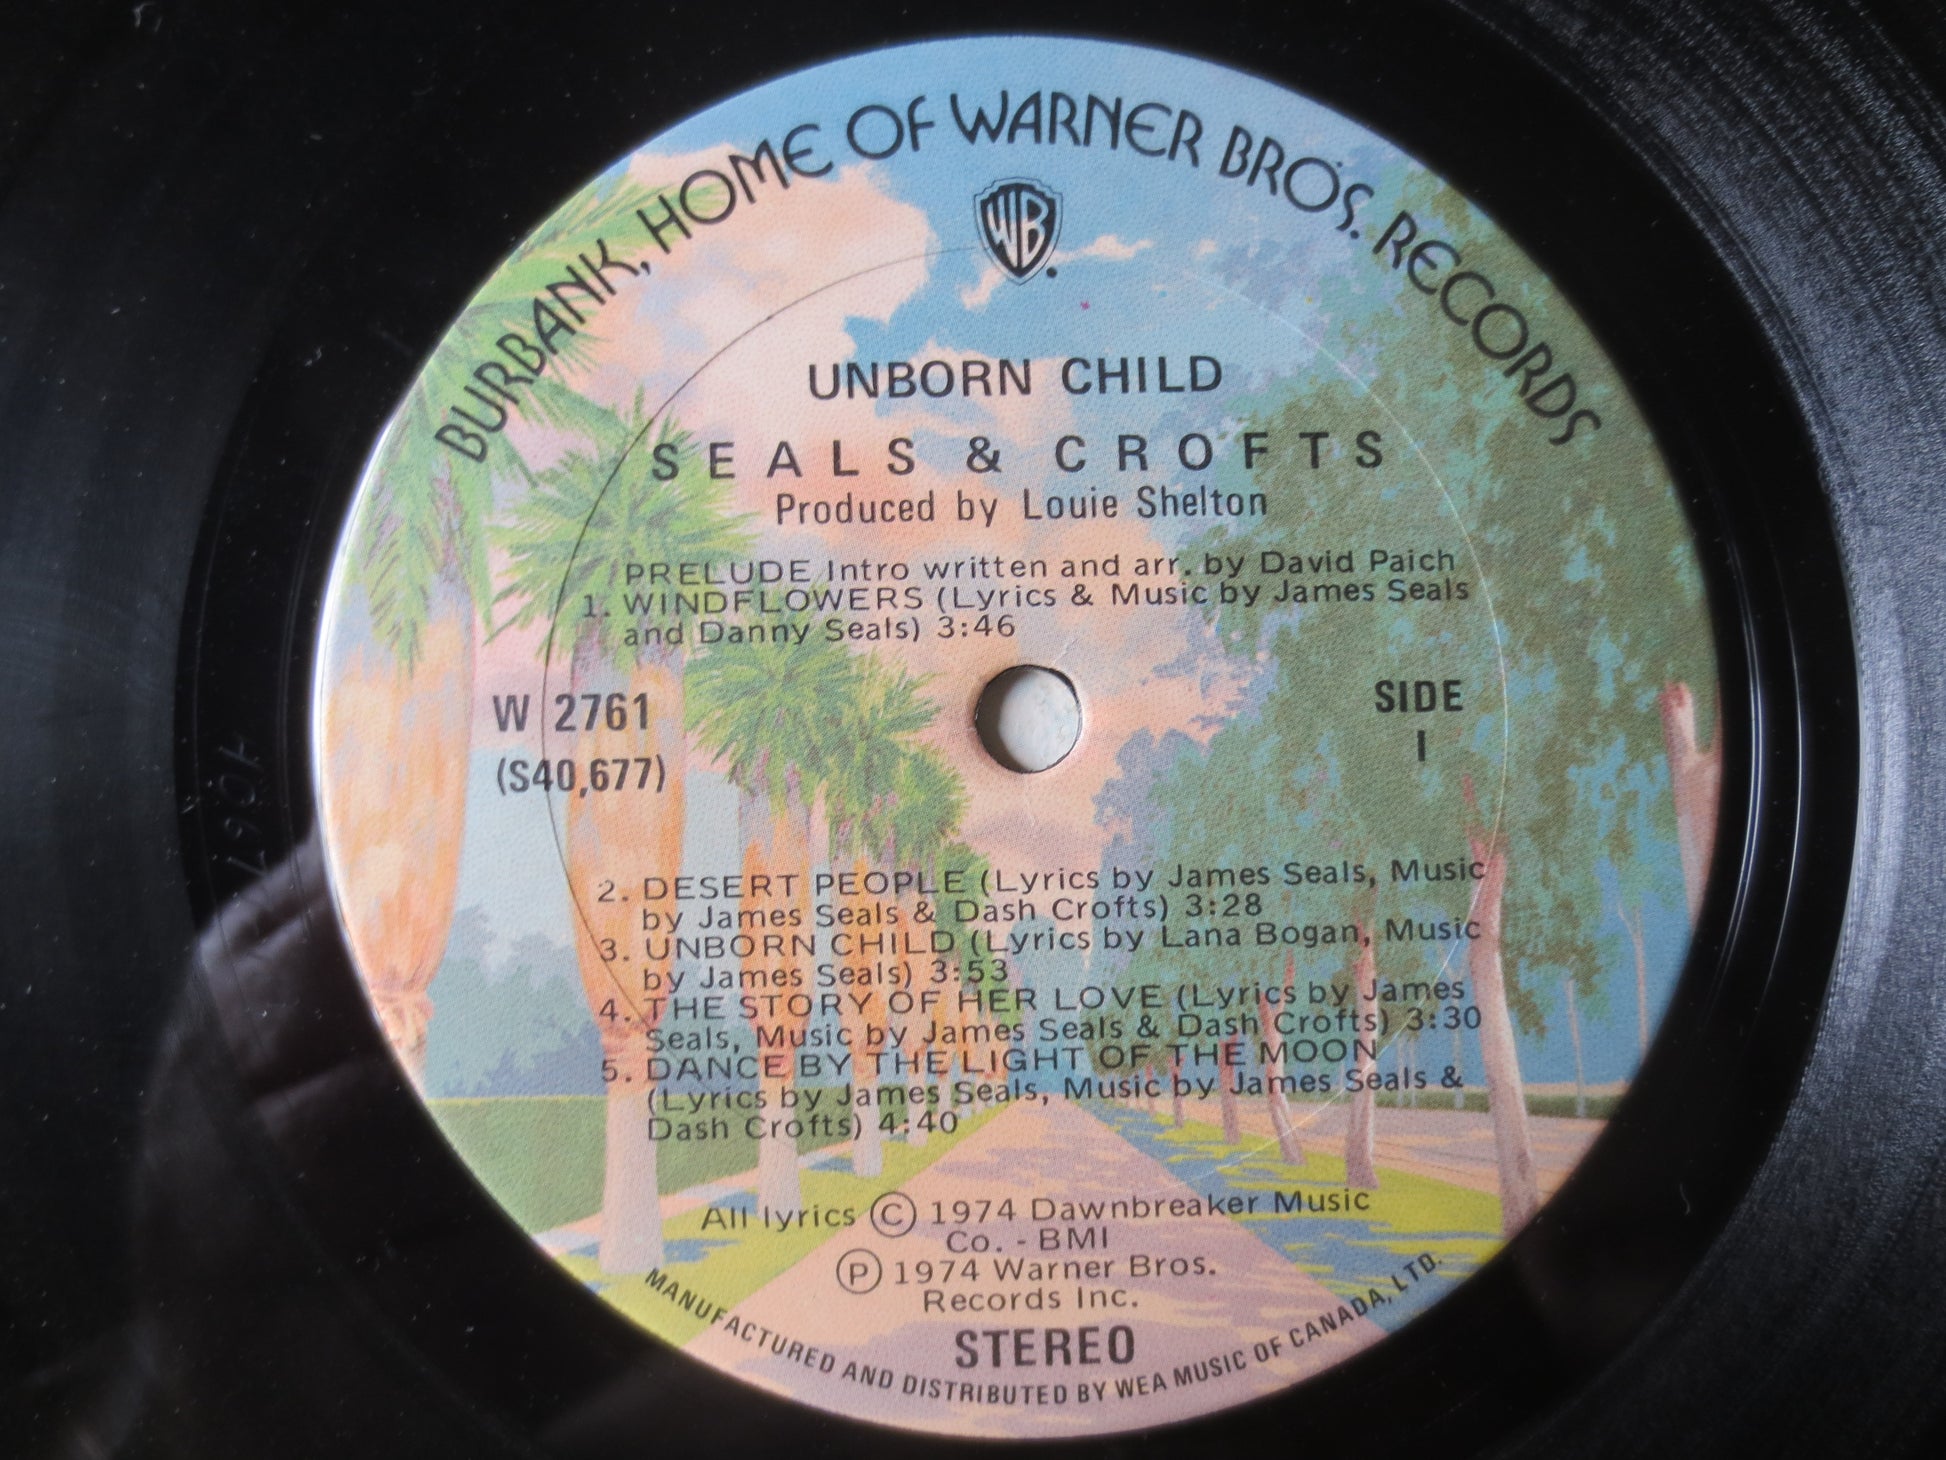 BURBANK, HOME OF WARNER BROS. RECORDS
WB
UNBORN CHILD
SEALS & CROFTS
Produced by Louie Shelton
PRELUDE Intro written and arr. by David Paich
1. WINDFLOWERS (Lyrics & Music by James Seals
and Danny Seals) 3:46
W 2761
(S40,677)
SIDE
1
2. DESERT PEOPLE (Lyrics by James Seals, Music
by James Seals & Dash Crofts) 3:28
3. UNBORN CHILD (Lyrics by Lana Bogan, Music
by James Seals) 3:53
4. THE STORY OF HER LOVE (Lyrics by James
Seals, Music by James Seals & Dash Crofts) 3:30
5. DANCE BY THE LIGHT OF THE MOON
(Lyrics by James Seals, Music by James Seals &
Dash Crofts) 4:40
All lyrics Ⓒ 1974 Dawnbreaker Music
Co. - BMI
Ⓟ 1974 Warner Bros.
Records Inc.
STEREO
MANUFACTURED AND DISTRIBUTED BY WEA MUSIC OF CANADA, LTD.